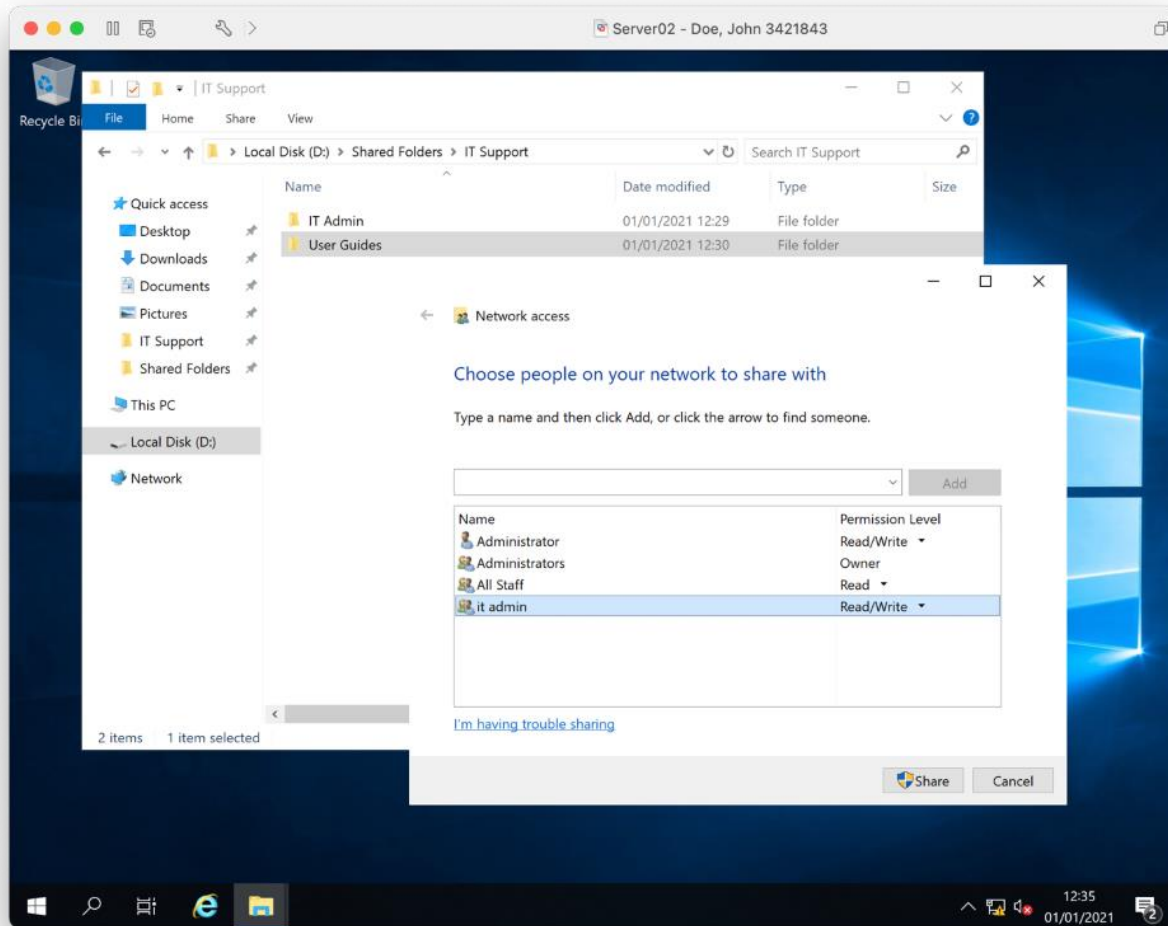 Server02 - Doe, John 3421843
Recycle Bi
IT Support
File Home Share View
Local Disk (D:) > Shared Folders > IT Support
Search IT Support
Name Date modified Type Size
IT Admin 01/01/2021 12:29 File folder
User Guides 01/01/2021 12:30 File folder
Quick access
Desktop
Downloads
Documents
Pictures
IT Support
Shared Folders
This PC
Local Disk (D:)
Network
2 items 1 item selected
Network access
Choose people on your network to share with
Type a name and then click Add, or click the arrow to find someone.
Add
Name Permission Level
Administrator Read/Write
Administrators Owner
All Staff Read
it admin Read/Write
I'm having trouble sharing
Share Cancel
12:35
01/01/2021
2